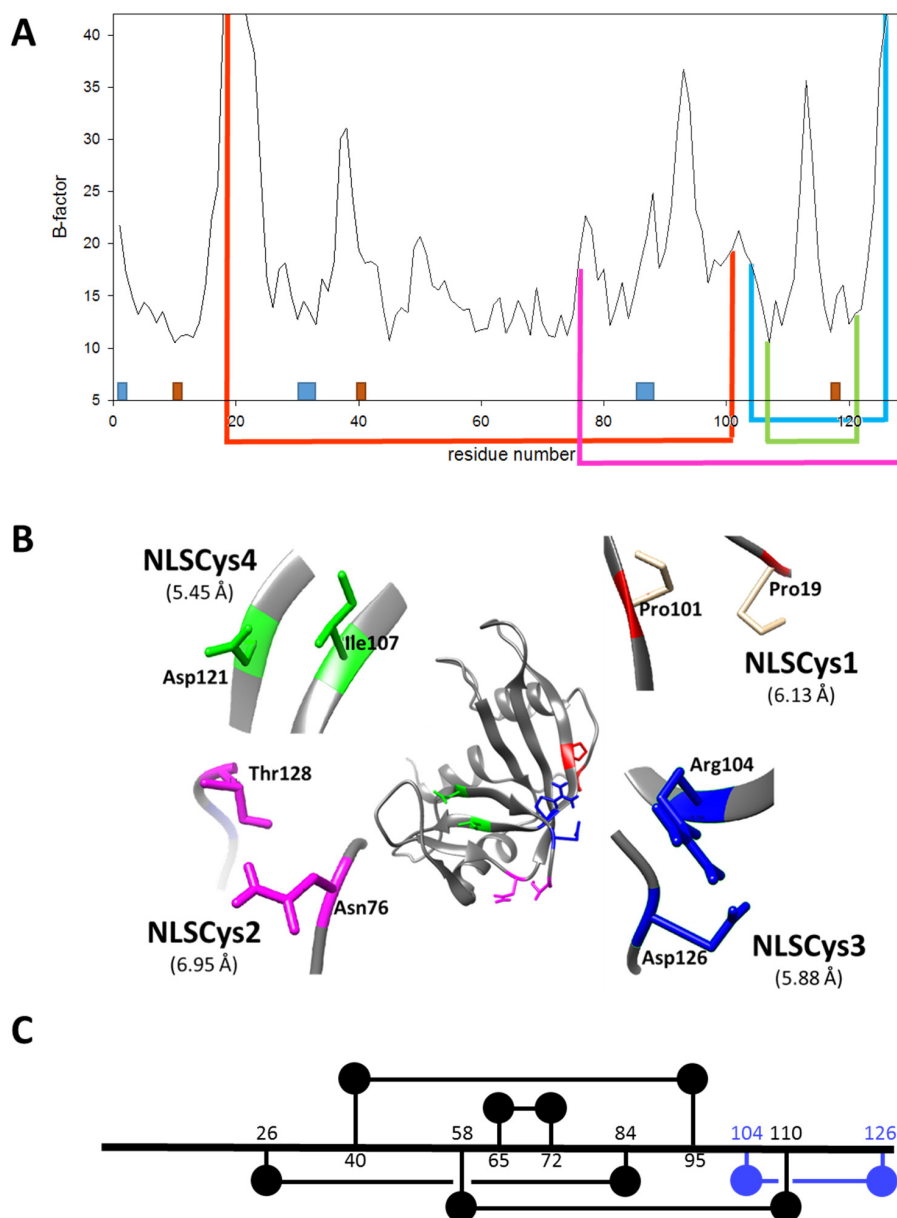 A
40
35
30
25
20
15
10
5
B-factor
0 20 40 60 80 100 120
residue number
B
NLSCys4
(5.45 Å)
Asp121
Ile107
Pro101
Pro19
NLSCys1
(6.13 Å)
Thr128
Asn76
NLSCys2
(6.95 Å)
Arg104
Asp126
NLSCys3
(5.88 Å)
C
26 58 84 104 110 126
40 65 72 95